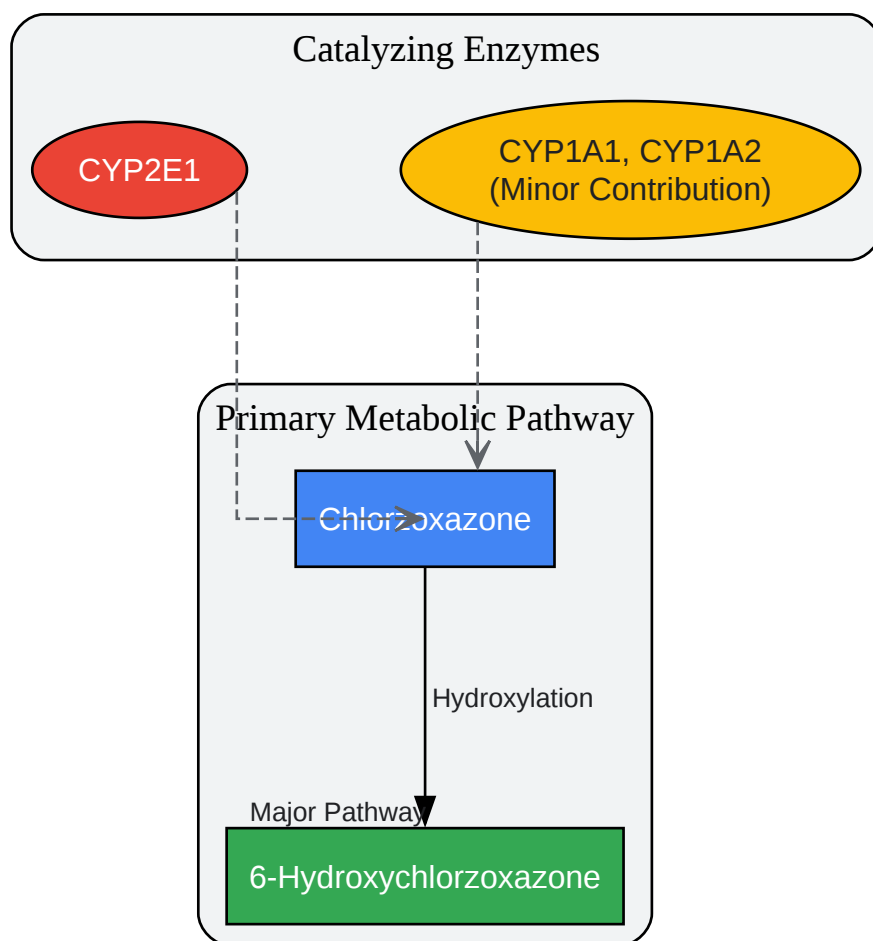 Catalyzing Enzymes
CYP2E1
CYP1A1, CYP1A2
(Minor Contribution)
Primary Metabolic Pathway
Chlorzoxazone
Hydroxylation
Major Pathway
6-Hydroxychlorzoxazone